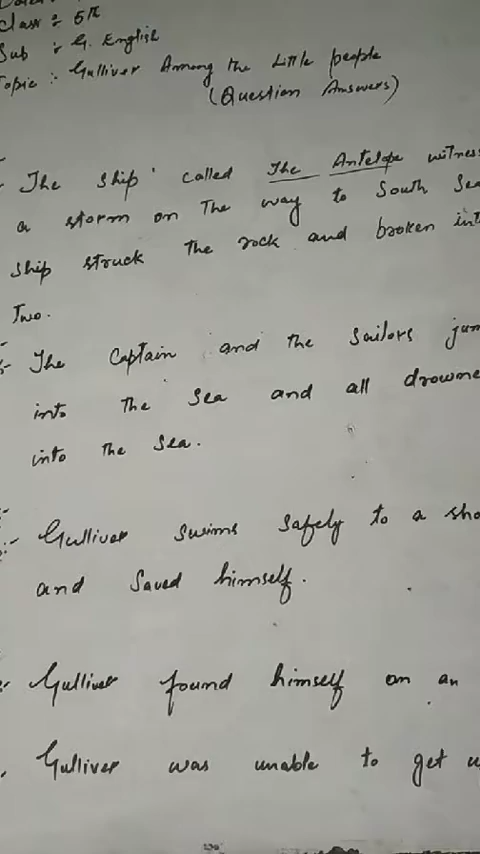 Class :- 5th
Sub :- G. English
Topic :- Gulliver Among the Little people
(Question Answers)
The ship called The Antelope witness
a storm on The way to South Sea
ship struck the rock and broken int
Two.
The Captain and the Sailors jum
into the Sea and all drowne
into the Sea.
Gulliver swims safely to a sho
and Saved himself.
Gulliver found himself on an
Gulliver was unable to get u